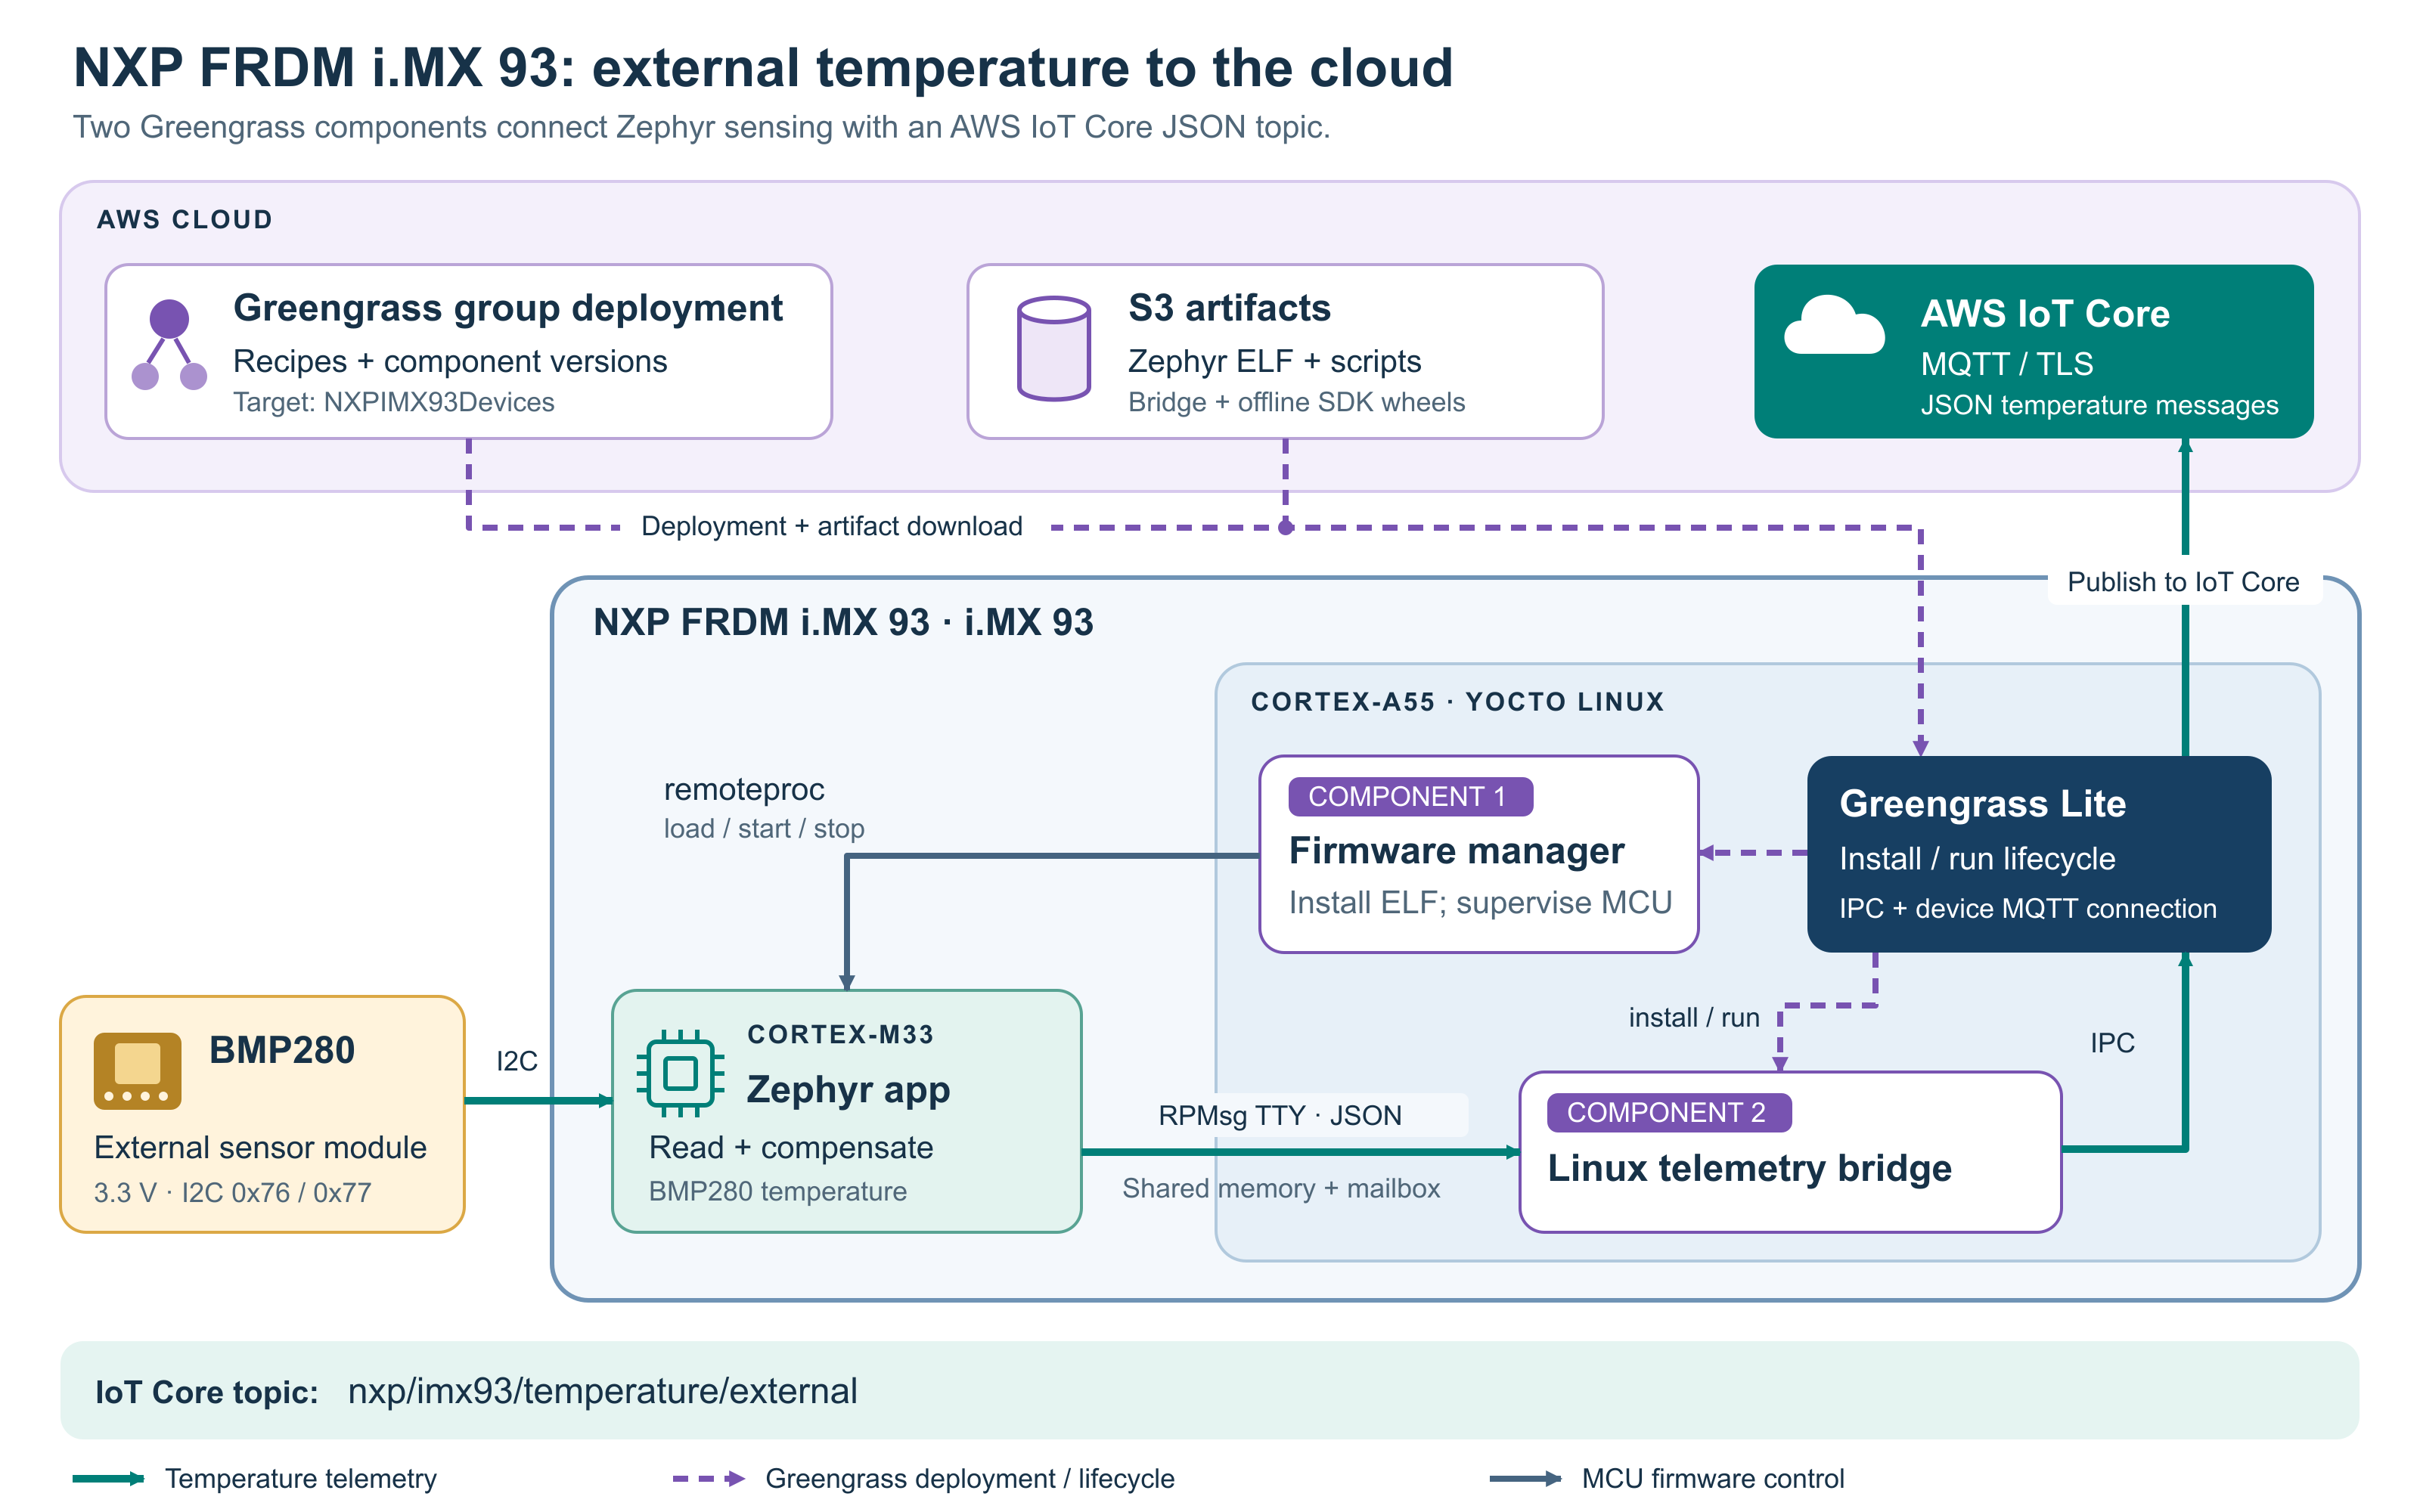 NXP FRDM i.MX 93: external temperature to the cloud
Two Greengrass components connect Zephyr sensing with an AWS IoT Core JSON topic.
AWS CLOUD
Greengrass group deployment
Recipes + component versions
Target: NXPIMX93Devices
S3 artifacts
Zephyr ELF + scripts
Bridge + offline SDK wheels
AWS IoT Core
MQTT / TLS
JSON temperature messages
Deployment + artifact download
Publish to IoT Core
NXP FRDM i.MX 93 · i.MX 93
CORTEX-A55 · YOCTO LINUX
remoteproc
load / start / stop
COMPONENT 1
Firmware manager
Install ELF; supervise MCU
Greengrass Lite
Install / run lifecycle
IPC + device MQTT connection
install / run
IPC
BMP280
External sensor module
3.3 V · I2C 0x76 / 0x77
I2C
CORTEX-M33
Zephyr app
Read + compensate
BMP280 temperature
RPMsg TTY · JSON
Shared memory + mailbox
COMPONENT 2
Linux telemetry bridge
IoT Core topic: nxp/imx93/temperature/external
Temperature telemetry
Greengrass deployment / lifecycle
MCU firmware control